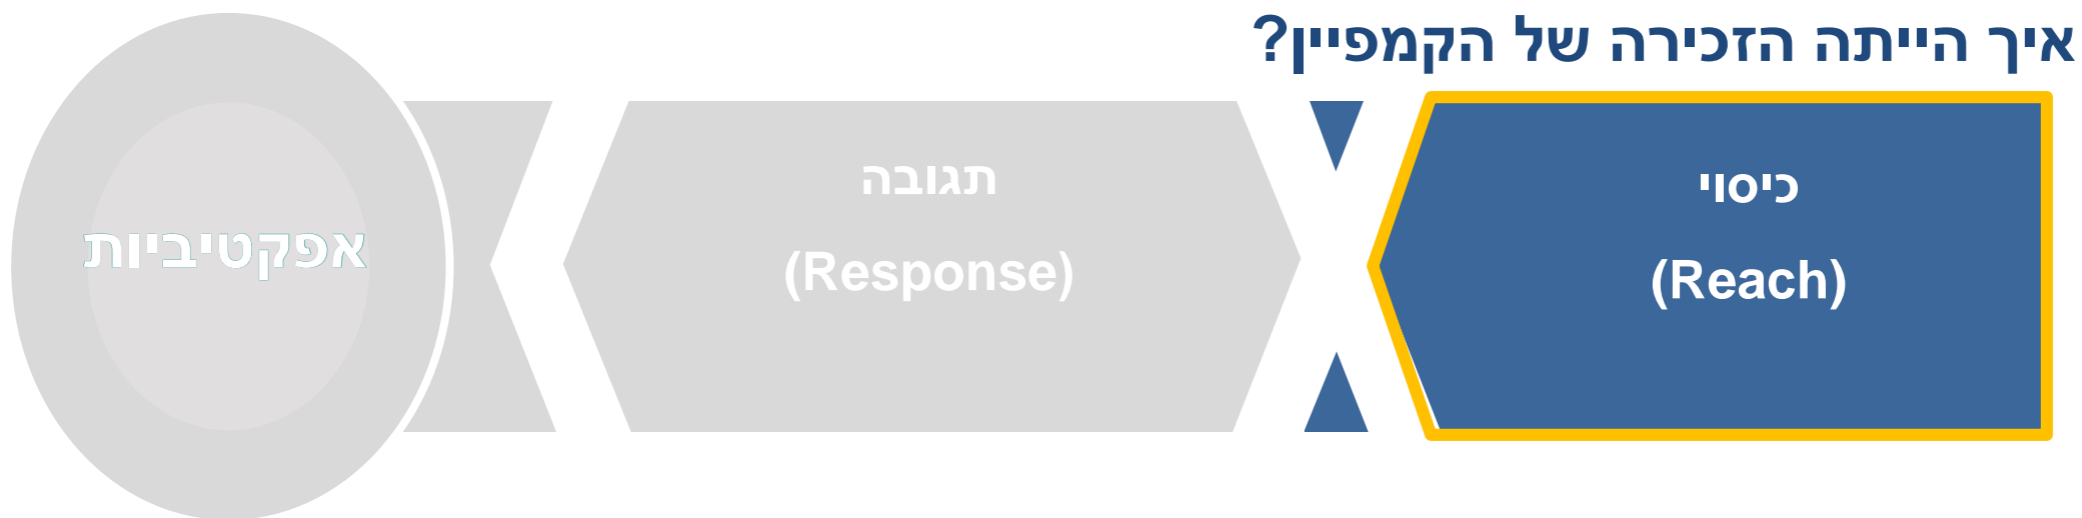 איך הייתה הזכירה של הקמפיין?
כיסוי
(Reach)
תגובה
(Response)
אפקטיביות